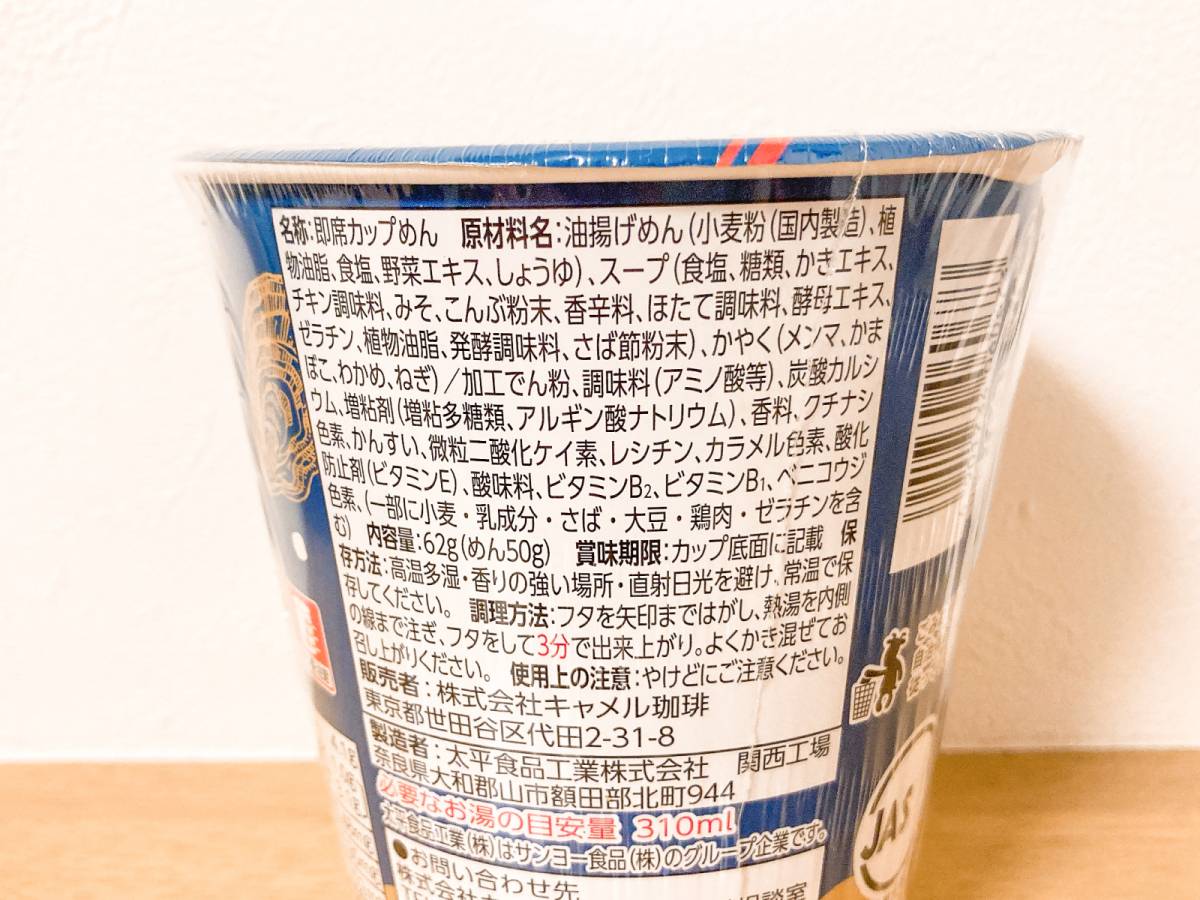 名称:即席カップめん 原材料名:油揚げめん(小麦粉(国内製造)、植
物油脂、食塩、野菜エキス、しょうゆ)、スープ(食塩、糖類、かきエキス、
チキン調味料、みそ、こんぶ粉末、香辛料、ほたて調味料、酵母エキス、
ゼラチン、植物油脂、発酵調味料、さば節粉末)、かやく(メンマ、かま
ぼこ、わかめ、ねぎ)/加工でん粉、調味料(アミノ酸等)、炭酸カルシ
ウム、増粘剤(増粘多糖類、アルギン酸ナトリウム)、香料、クチナシ
色素、かんすい、微粒二酸化ケイ素、レシチン、カラメル色素、酸化
防止剤(ビタミンE)、酸味料、ビタミンB₂、ビタミンB₁、ベニコウジ
色素、(一部に小麦・乳成分・さば・大豆・鶏肉・ゼラチンを含
む) 内容量:62g(めん50g) 賞味期限:カップ底面に記載 保
存方法:高温多湿・香りの強い場所・直射日光を避け、常温で保
存してください。 調理方法:フタを矢印まではがし、熱湯を内側
の線まで注ぎ、フタをして3分で出来上がり。よくかき混ぜてお
召し上がりください。 使用上の注意:やけどにご注意ください。
販売者:株式会社キャメル珈琲
東京都世田谷区代田2-31-8
製造者:太平食品工業株式会社 関西工場
奈良県大和郡山市額田部北町944
必要なお湯の目安量 310ml
太平食品工業(株)はサンヨー食品(株)のグループ企業です。
●お問い合わせ先
株式会社
談室
JAS